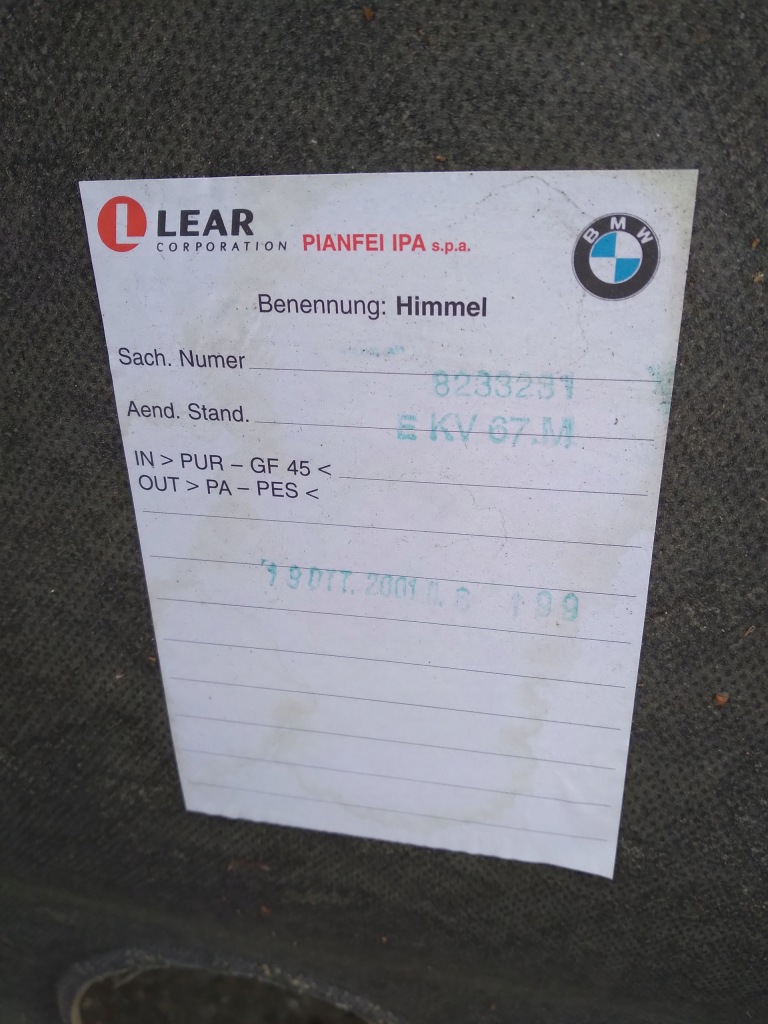 LEAR
CORPORATION PIANFEI IPA s.p.a.
BMW
Benennung: Himmel
Sach. Numer 8233231
Aend. Stand. E KV 67.M
IN > PUR – GF 45 <
OUT > PA – PES <
19 OTT. 2001 199